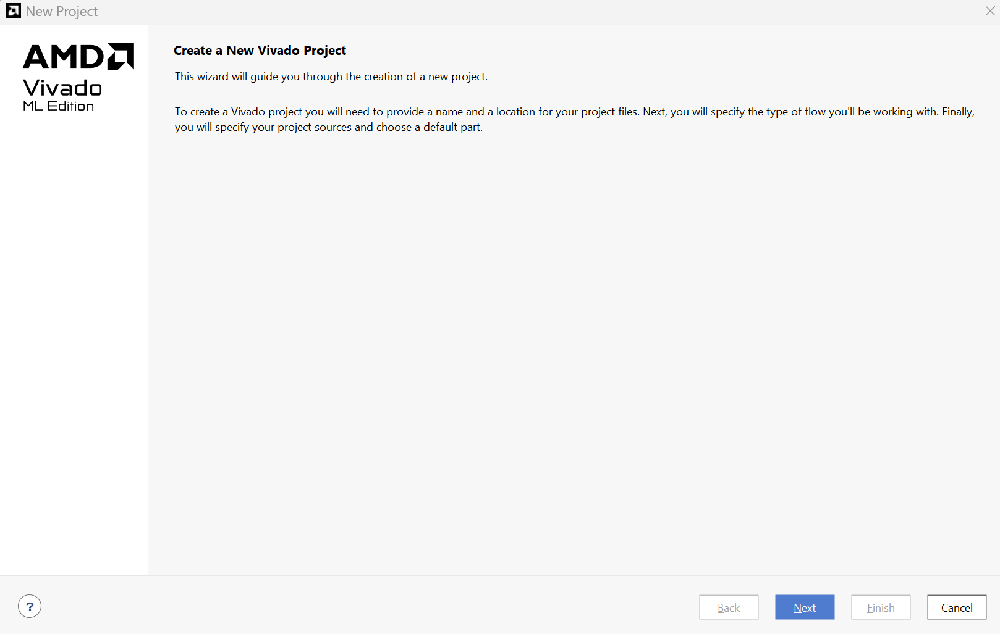 New Project
AMD
Vivado
ML Edition
Create a New Vivado Project
This wizard will guide you through the creation of a new project.
To create a Vivado project you will need to provide a name and a location for your project files. Next, you will specify the type of flow you'll be working with. Finally,
you will specify your project sources and choose a default part.
?
Back
Next
Finish
Cancel